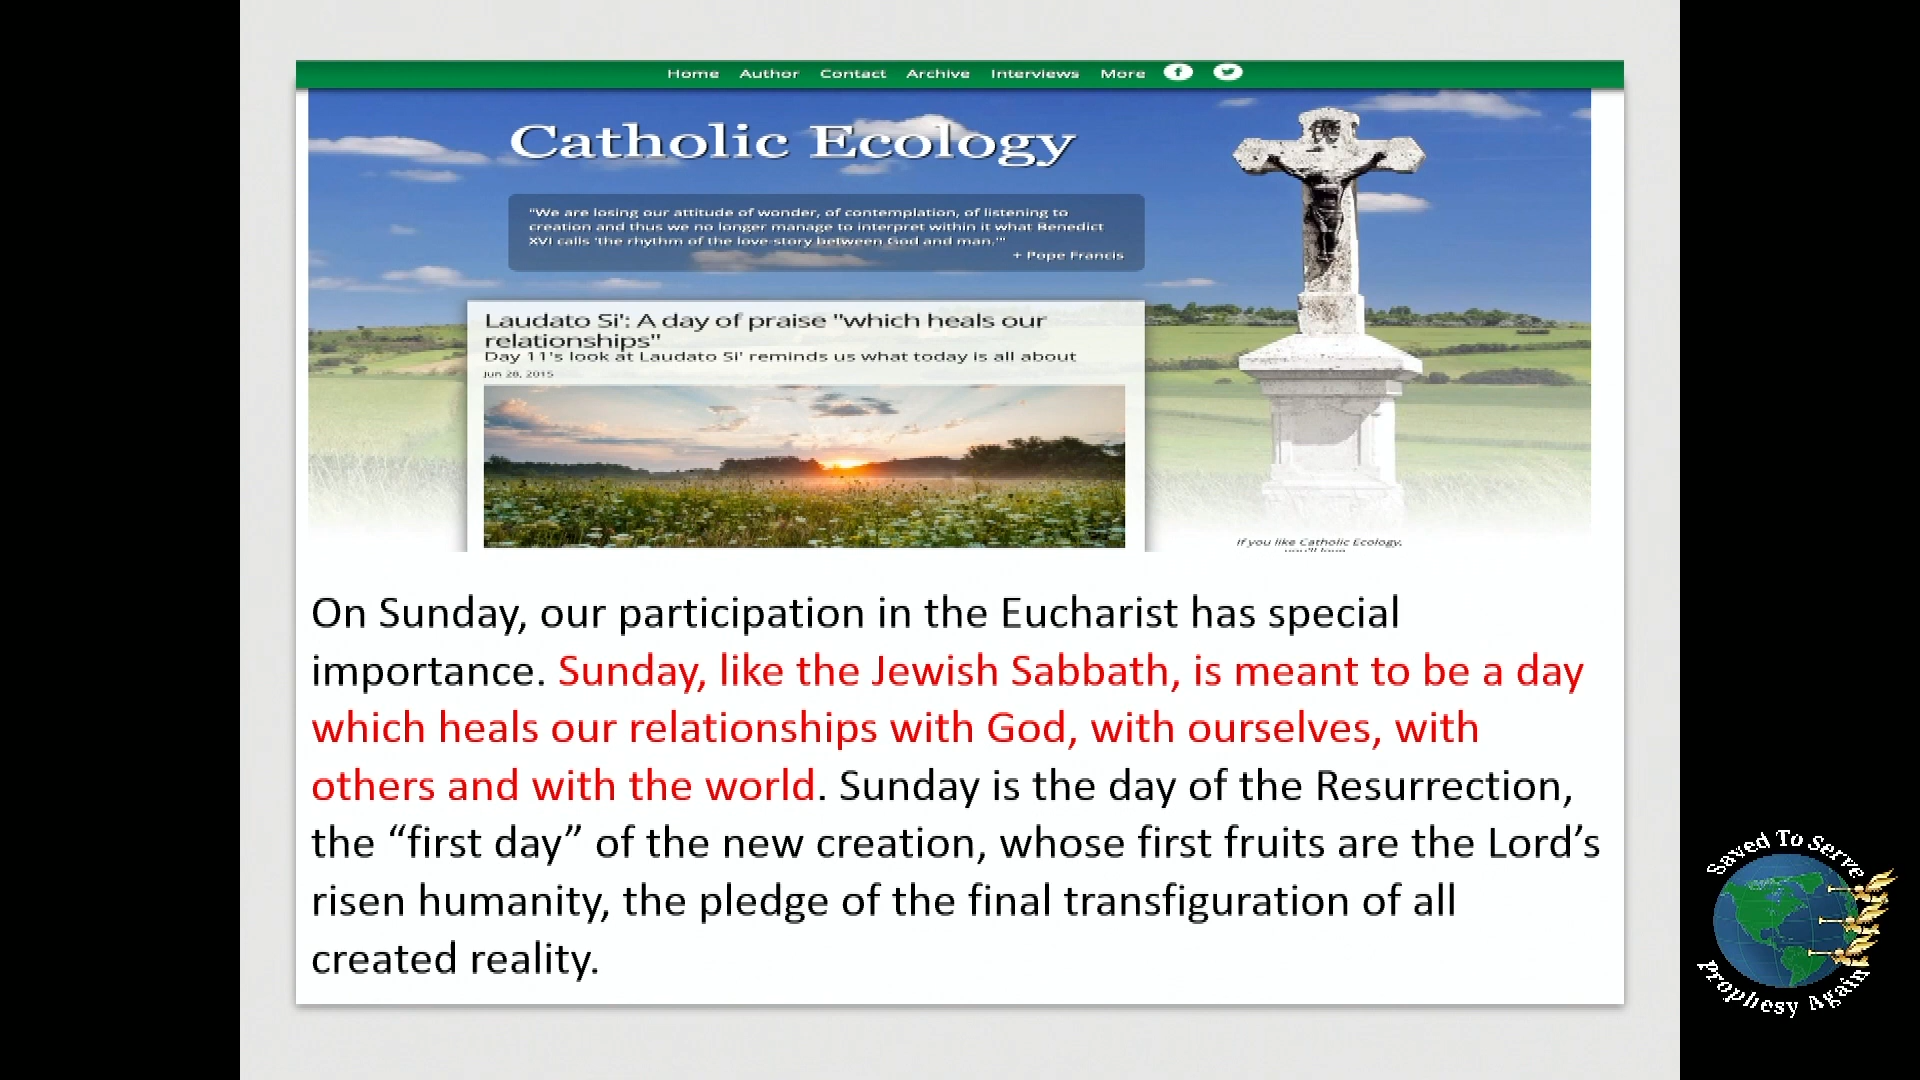 Home Author Contact Archive Interviews More
Catholic Ecology
"We are losing our attitude of wonder, of contemplation, of listening to
creation and thus we no longer manage to interpret within it what Benedict
XVI calls 'the rhythm of the love-story between God and man.'"
+ Pope Francis
Laudato Si': A day of praise "which heals our
relationships"
Day 11's look at Laudato Si' reminds us what today is all about
Jun 28, 2015
If you like Catholic Ecology,
you'll love
On Sunday, our participation in the Eucharist has special
importance. Sunday, like the Jewish Sabbath, is meant to be a day
which heals our relationships with God, with ourselves, with
others and with the world. Sunday is the day of the Resurrection,
the “first day” of the new creation, whose first fruits are the Lord’s
risen humanity, the pledge of the final transfiguration of all
created reality.
Saved To Serve
Prophesy Again